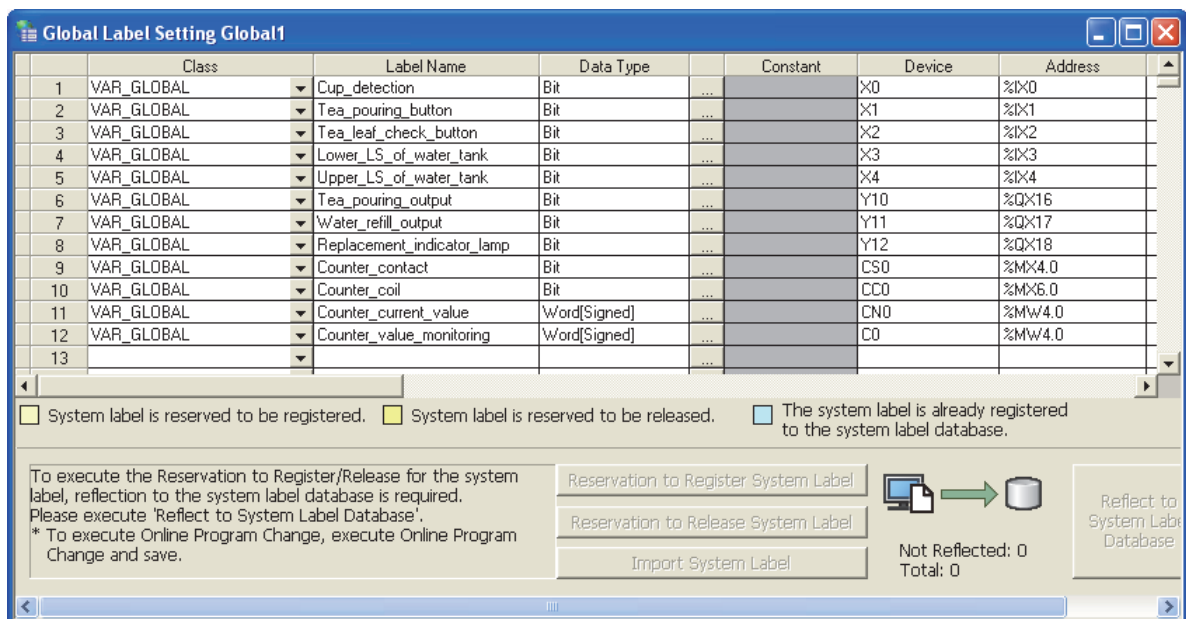 Global Label Setting Global1
Class Label Name Data Type Constant Device Address
1 VAR_GLOBAL Cup_detection Bit ... X0 %IX0
2 VAR_GLOBAL Tea_pouring_button Bit ... X1 %IX1
3 VAR_GLOBAL Tea_leaf_check_button Bit ... X2 %IX2
4 VAR_GLOBAL Lower_LS_of_water_tank Bit ... X3 %IX3
5 VAR_GLOBAL Upper_LS_of_water_tank Bit ... X4 %IX4
6 VAR_GLOBAL Tea_pouring_output Bit ... Y10 %QX16
7 VAR_GLOBAL Water_refill_output Bit ... Y11 %QX17
8 VAR_GLOBAL Replacement_indicator_lamp Bit ... Y12 %QX18
9 VAR_GLOBAL Counter_contact Bit ... CS0 %MX4.0
10 VAR_GLOBAL Counter_coil Bit ... CC0 %MX6.0
11 VAR_GLOBAL Counter_current_value Word[Signed] ... CN0 %MW4.0
12 VAR_GLOBAL Counter_value_monitoring Word[Signed] ... C0 %MW4.0
13 ...
System label is reserved to be registered. System label is reserved to be released. The system label is already registered
to the system label database.
To execute the Reservation to Register/Release for the system
label, reflection to the system label database is required.
Please execute 'Reflect to System Label Database'.
* To execute Online Program Change, execute Online Program
Change and save.
Reservation to Register System Label
Reservation to Release System Label
Import System Label
Not Reflected: 0
Total: 0
Reflect to
System Labe
Database